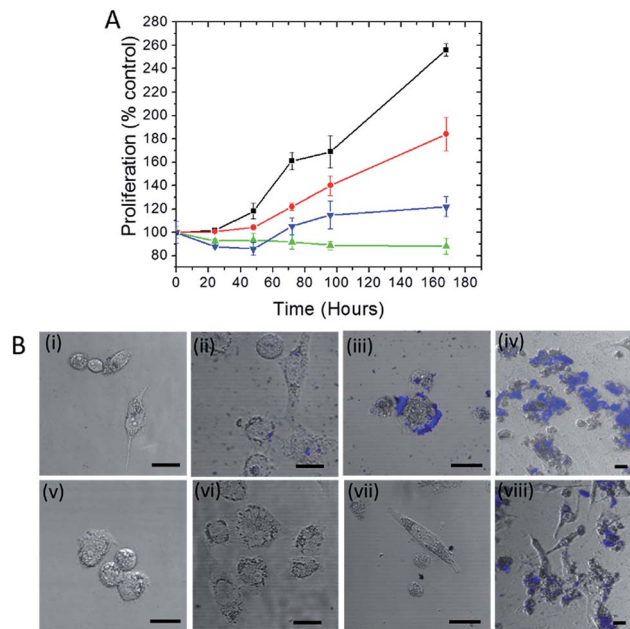 A
280
260
240
220
200
180
160
140
120
100
80
Proliferation (% control)
0 20 40 60 80 100 120 140 160 180
Time (Hours)
B
(i) (ii) (iii) (iv)
(v) (vi) (vii) (viii)